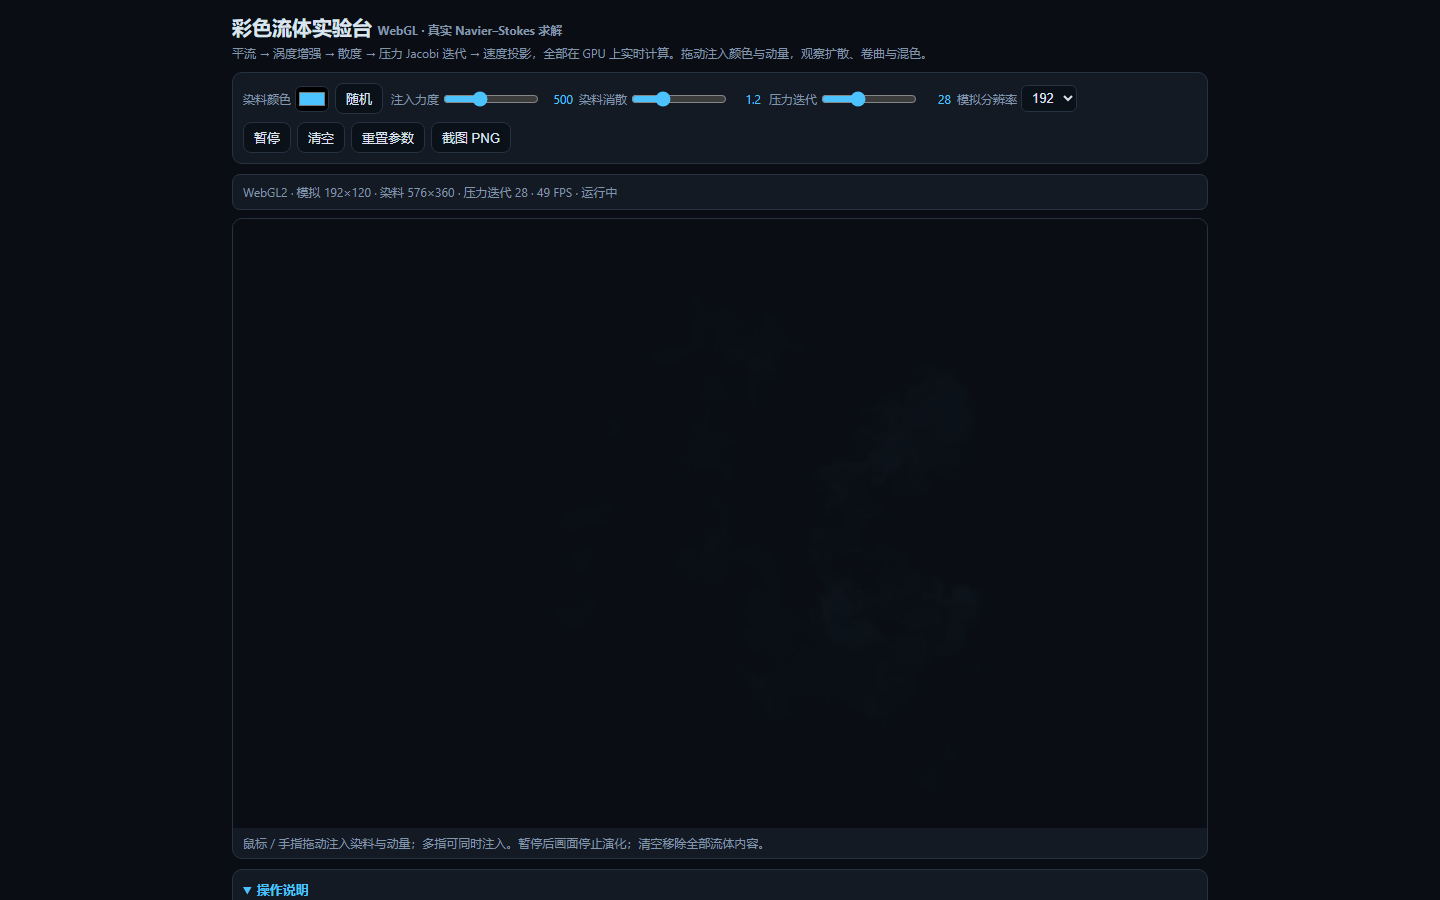 彩色流体实验台 WebGL · 真实 Navier–Stokes 求解
平流 → 涡度增强 → 散度 → 压力 Jacobi 迭代 → 速度投影，全部在 GPU 上实时计算。拖动注入颜色与动量，观察扩散、卷曲与混色。
染料颜色 随机 注入力度 500 染料消散 1.2 压力迭代 28 模拟分辨率 192
暂停 清空 重置参数 截图 PNG
WebGL2 · 模拟 192×120 · 染料 576×360 · 压力迭代 28 · 49 FPS · 运行中
鼠标 / 手指拖动注入染料与动量；多指可同时注入。暂停后画面停止演化；清空移除全部流体内容。
▼ 操作说明